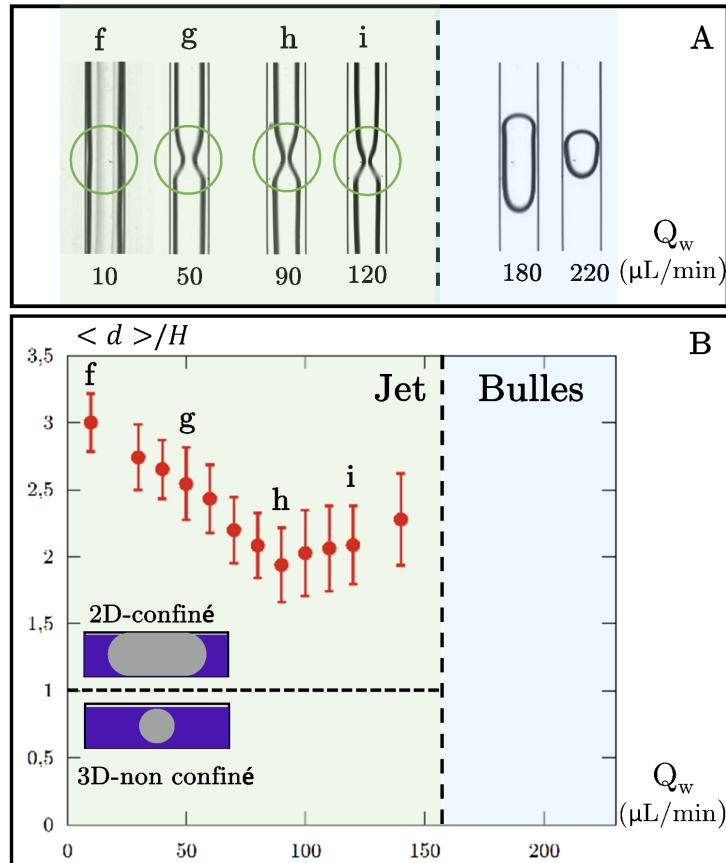 A
f g h i
10 50 90 120 180 220
Q_w
(µL/min)
B
< d >/H
3,5
3
2,5
2
1,5
1
0,5
0
f
g
h
i
Jet
Bulles
2D-confiné
3D-non confiné
Q_w
(µL/min)
0 50 100 150 200